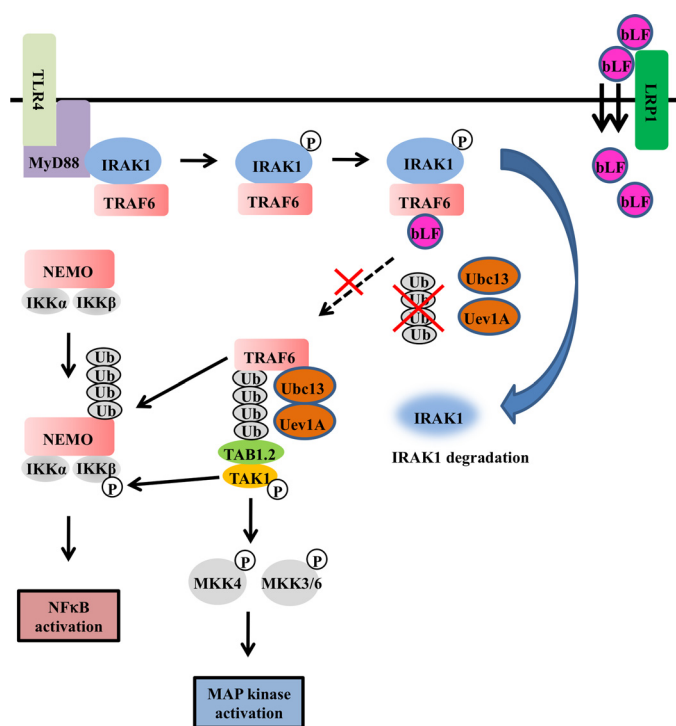 bLF
bLF
bLF
TLR4
LRP1
MyD88
IRAK1
TRAF6
IRAK1
P
TRAF6
IRAK1
P
TRAF6
bLF
bLF
bLF
NEMO
IKKα
IKKβ
Ub
Ub
Ub
Ub
Ubc13
Uev1A
Ub
Ub
Ub
Ub
NEMO
IKKα
IKKβ
P
TRAF6
Ub
Ub
Ub
Ub
Ubc13
Uev1A
TAB1.2
TAK1
P
IRAK1
IRAK1 degradation
MKK4
P
MKK3/6
P
NFκB
activation
MAP kinase
activation